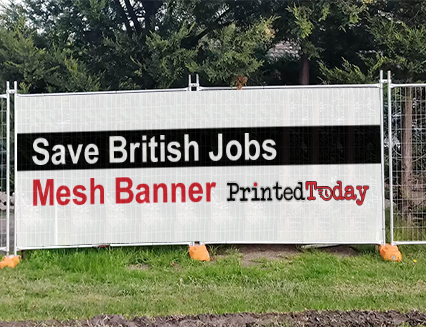 Save British Jobs
Mesh Banner PrintedToday